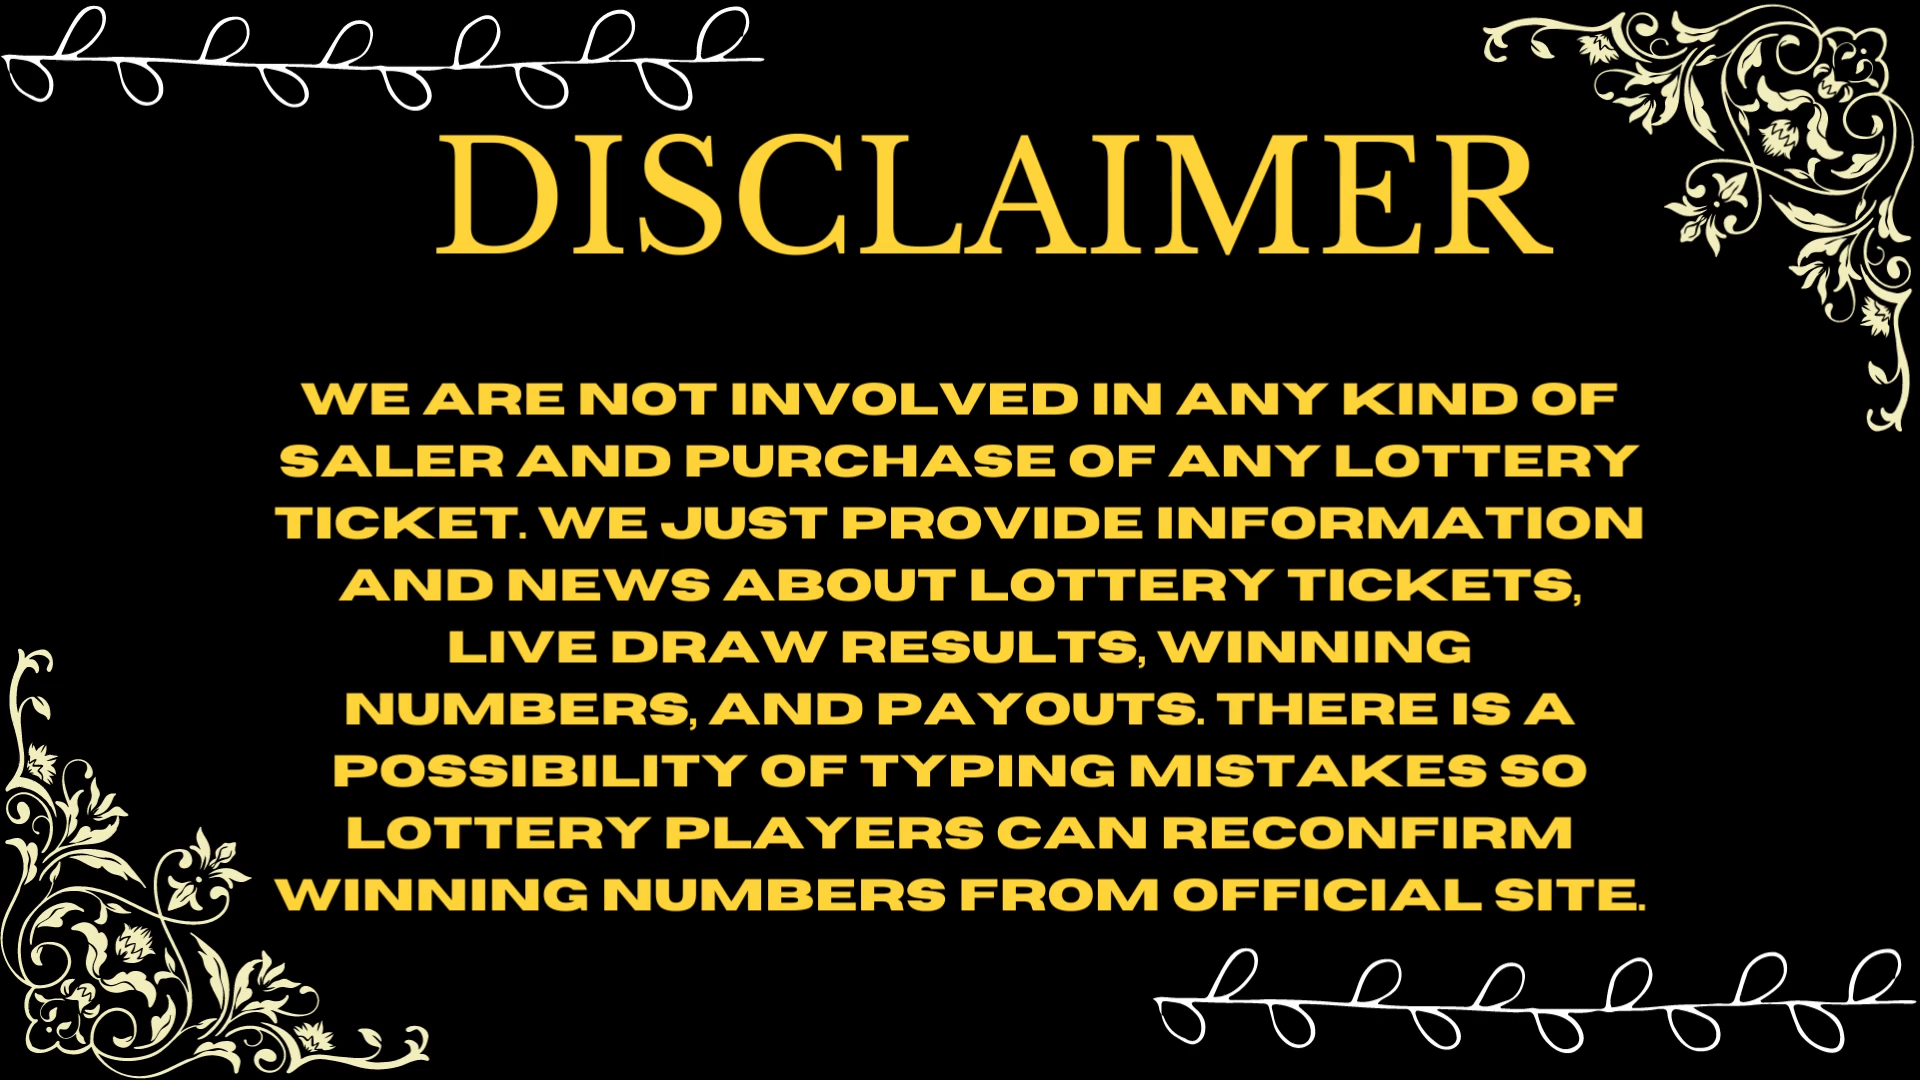 DISCLAIMER
WE ARE NOT INVOLVED IN ANY KIND OF
SALER AND PURCHASE OF ANY LOTTERY
TICKET. WE JUST PROVIDE INFORMATION
AND NEWS ABOUT LOTTERY TICKETS,
LIVE DRAW RESULTS, WINNING
NUMBERS, AND PAYOUTS. THERE IS A
POSSIBILITY OF TYPING MISTAKES SO
LOTTERY PLAYERS CAN RECONFIRM
WINNING NUMBERS FROM OFFICIAL SITE.